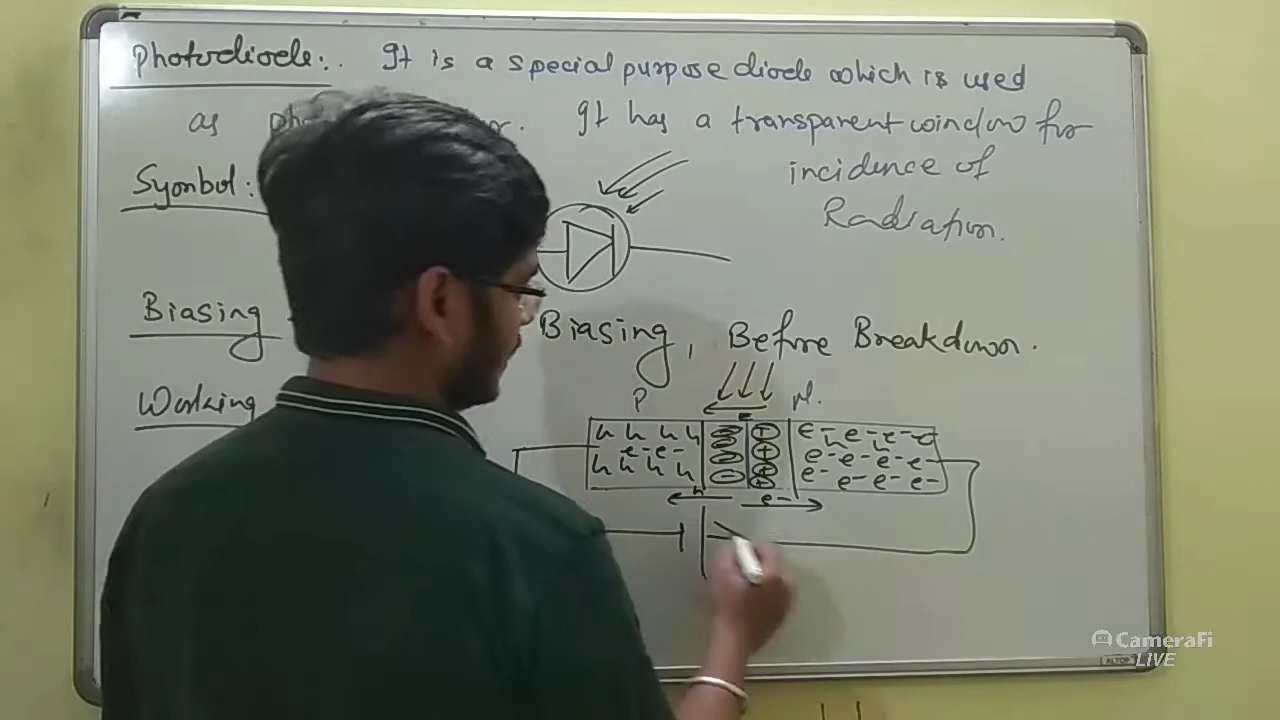 Photodiode:. It is a special purpose diode which is used
as It has a transparent window for
incidence of
Radiation.
Syombol:
Biasing Biasing, Before Breakdown.
Working
P N.
h h h h e- h e- e- e-
e- e- h
h h h h e- e- e- e-
e- e- e- e-
h e-
CameraFi
LIVE